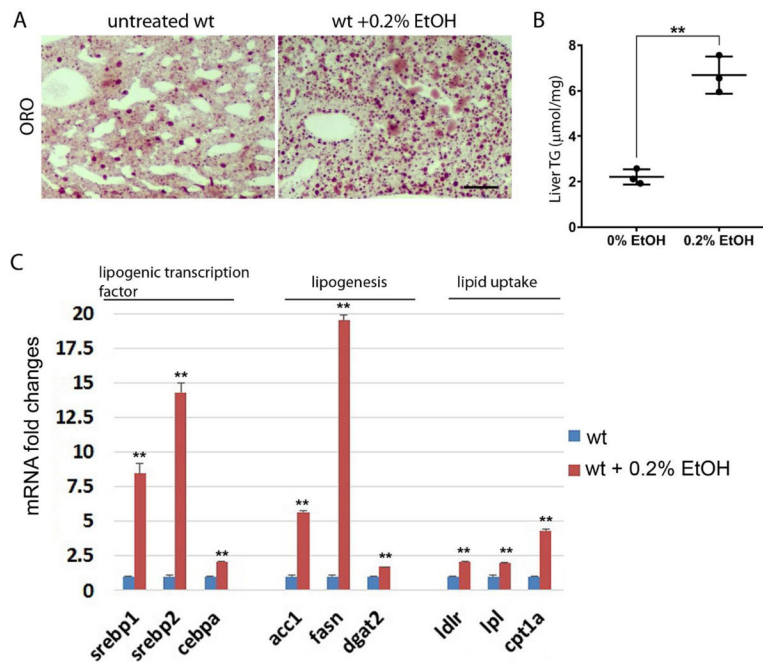 A
untreated wt
wt +0.2% EtOH
ORO
B
**
Liver TG (μmol/mg)
8
6
4
2
0
0% EtOH
0.2% EtOH
C
lipogenic transcription
factor
lipogenesis
lipid uptake
mRNA fold changes
20
17.5
15
12.5
10
7.5
5
2.5
0
**
**
**
**
**
**
**
**
**
srebp1
srebp2
cebpa
acc1
fasn
dgat2
ldlr
lpl
cpt1a
wt
wt + 0.2% EtOH